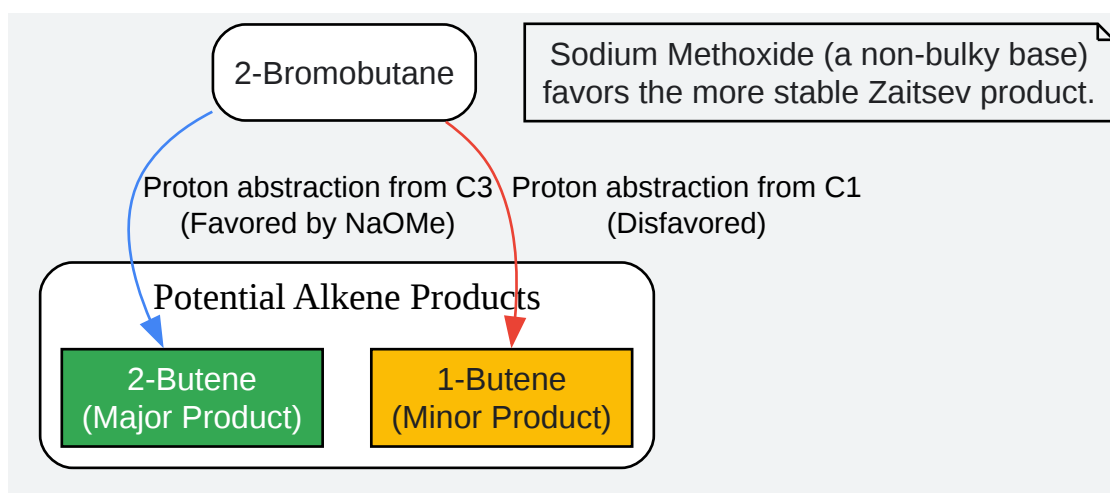 2-Bromobutane
Sodium Methoxide (a non-bulky base)
favors the more stable Zaitsev product.
Proton abstraction from C3
(Favored by NaOMe)
Proton abstraction from C1
(Disfavored)
Potential Alkene Products
2-Butene
(Major Product)
1-Butene
(Minor Product)